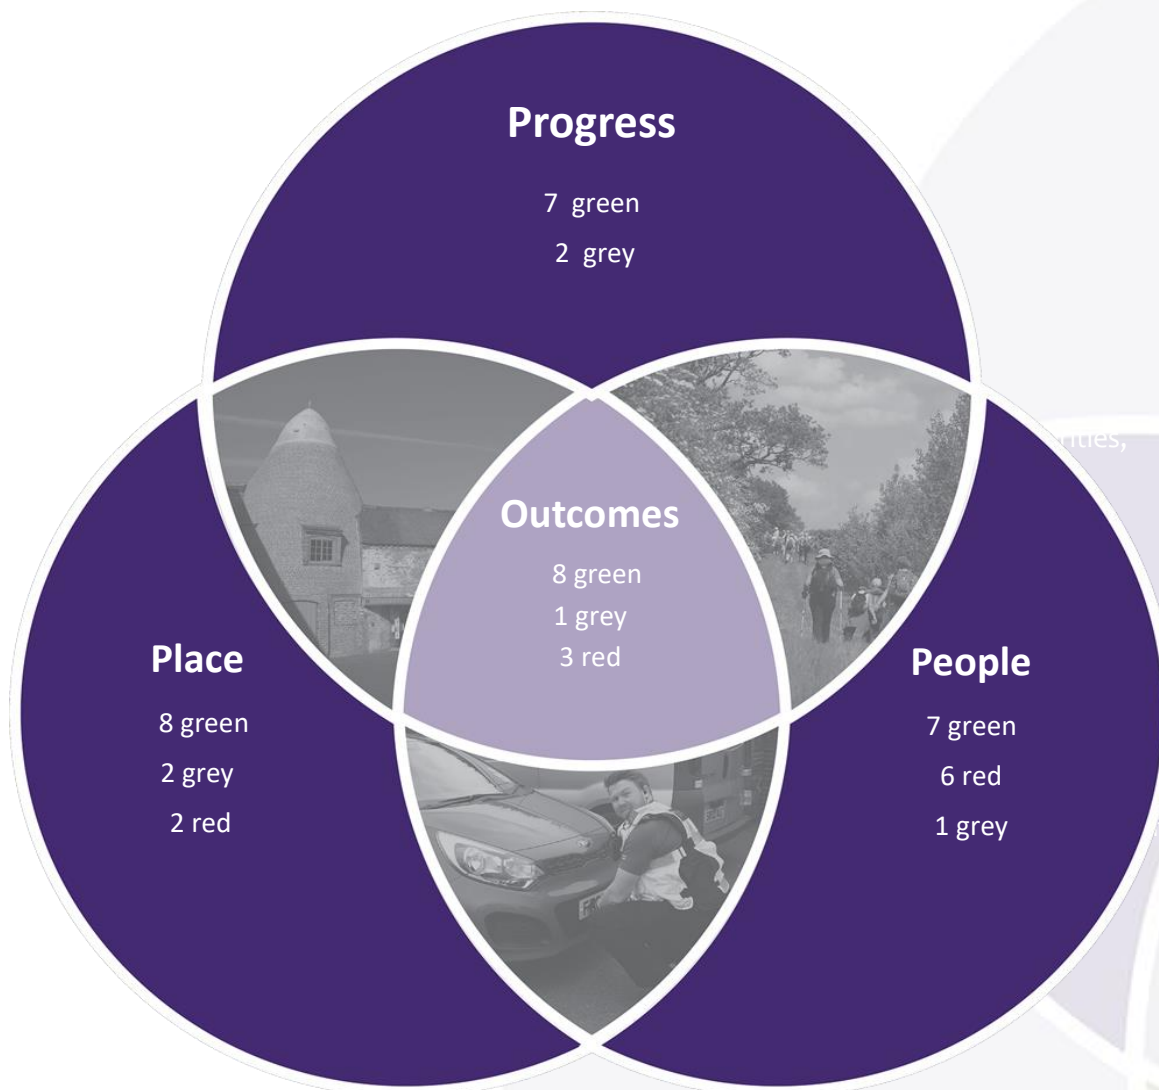 Progress
7 green
2 grey
Outcomes
8 green
1 grey
3 red
Place
8 green
2 grey
2 red
People
7 green
6 red
1 grey